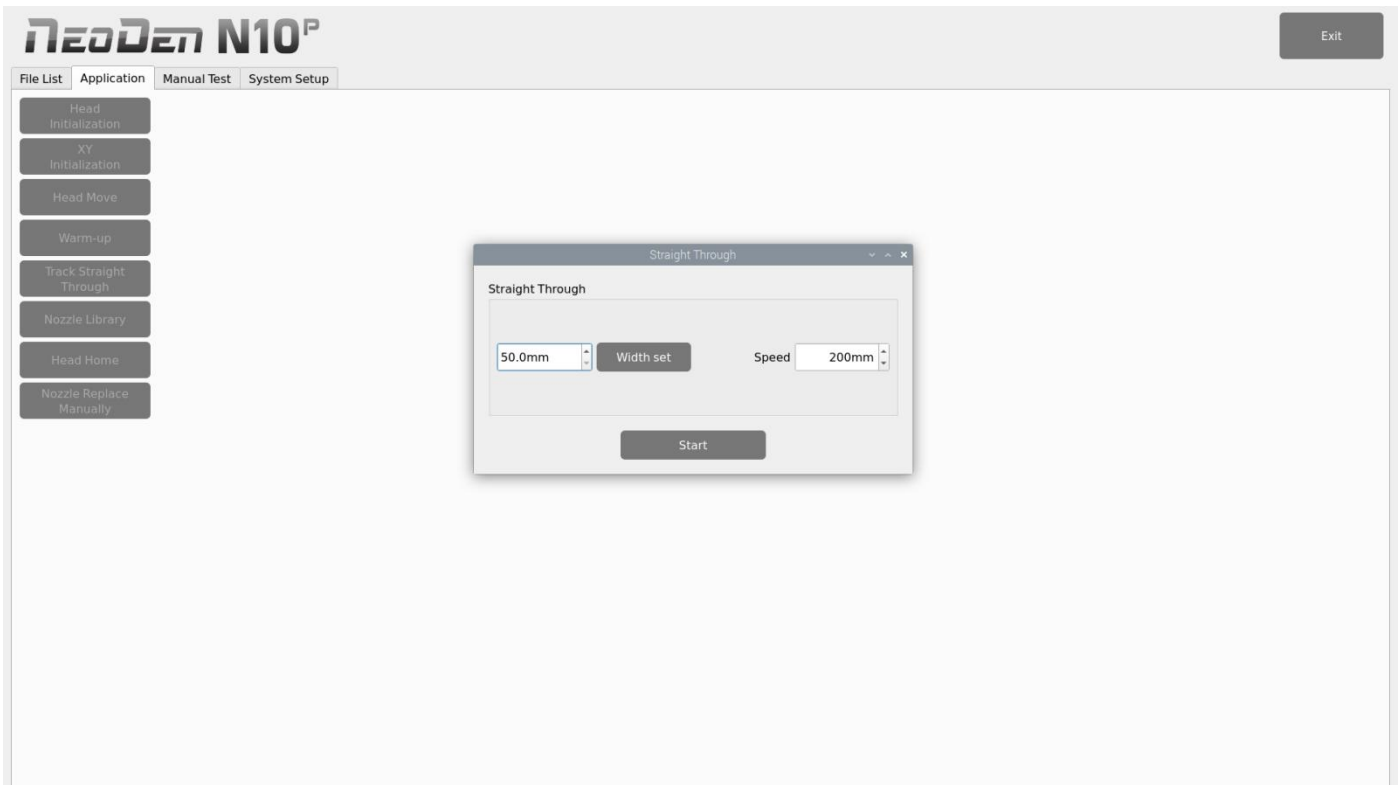 NeoDen N10P
Exit
File List Application Manual Test System Setup
Head
Initialization
XY
Initialization
Head Move
Warm-up
Track Straight
Through
Nozzle Library
Head Home
Nozzle Replace
Manually
Straight Through
Straight Through
50.0mm Width set Speed 200mm
Start